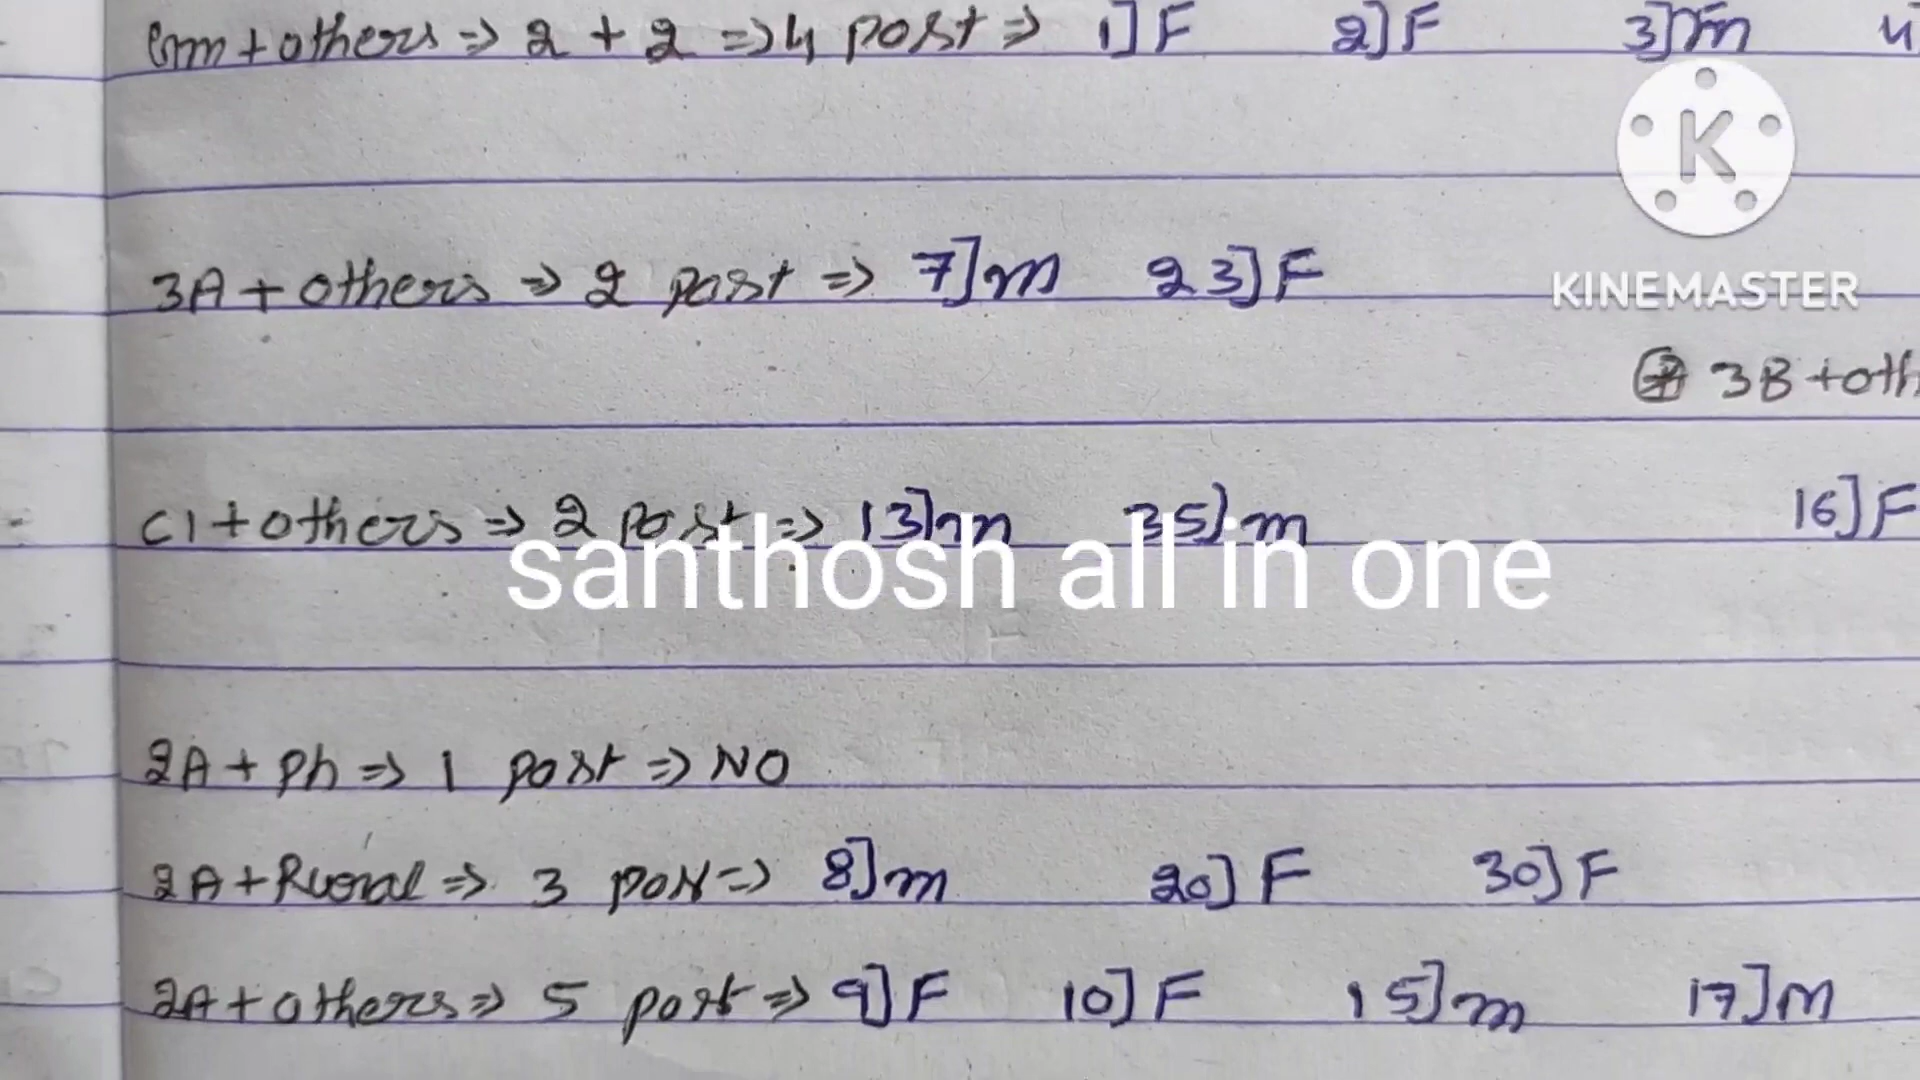 Gm + others => 2 + 2 => 4 post => 1] F 2] F 3] m 4]
K
KINEMASTER
3A + others => 2 post => 7] m 23] F
3B + oth
C1 + others => 2 post => 13] m 35] m 16] F
santhosh all in one
2A + Ph => 1 post => NO
2A + Rural => 3 post => 8] m 20] F 30] F
2A + others => 5 post => 9] F 10] F 15] m 17] M